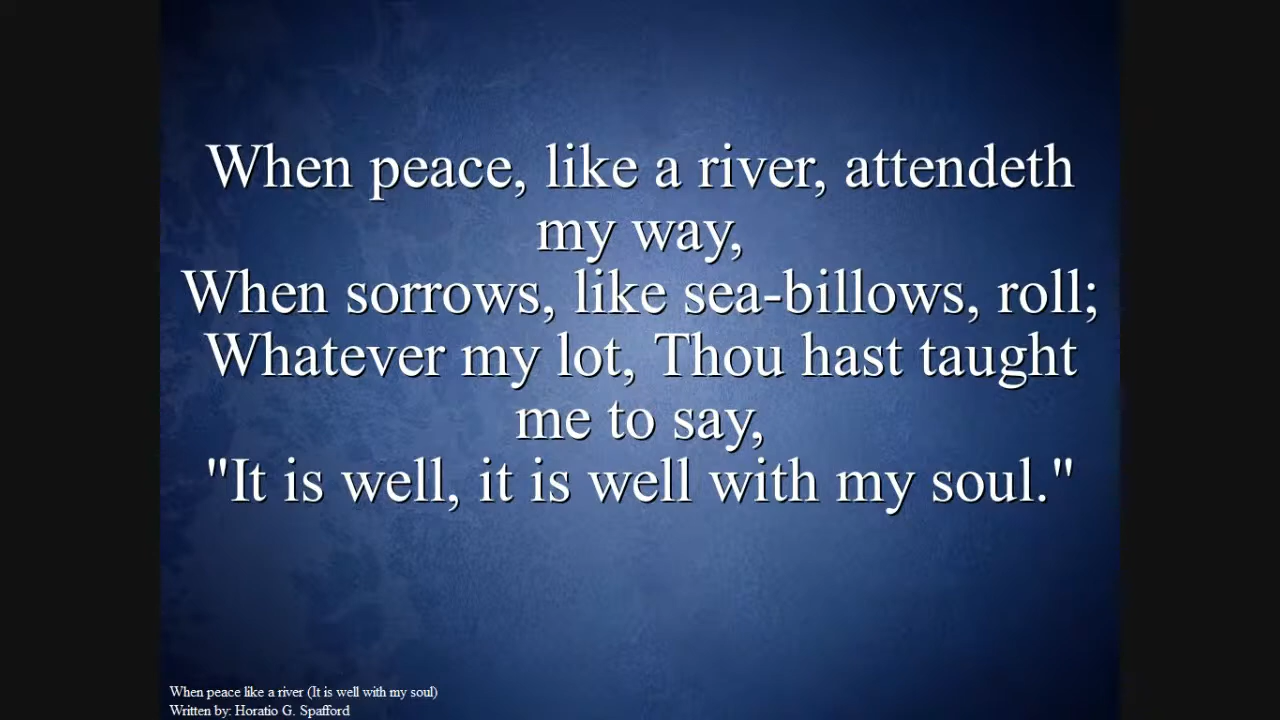 When peace, like a river, attendeth
my way,
When sorrows, like sea-billows, roll;
Whatever my lot, Thou hast taught
me to say,
"It is well, it is well with my soul."
When peace like a river (It is well with my soul)
Written by: Horatio G. Spafford